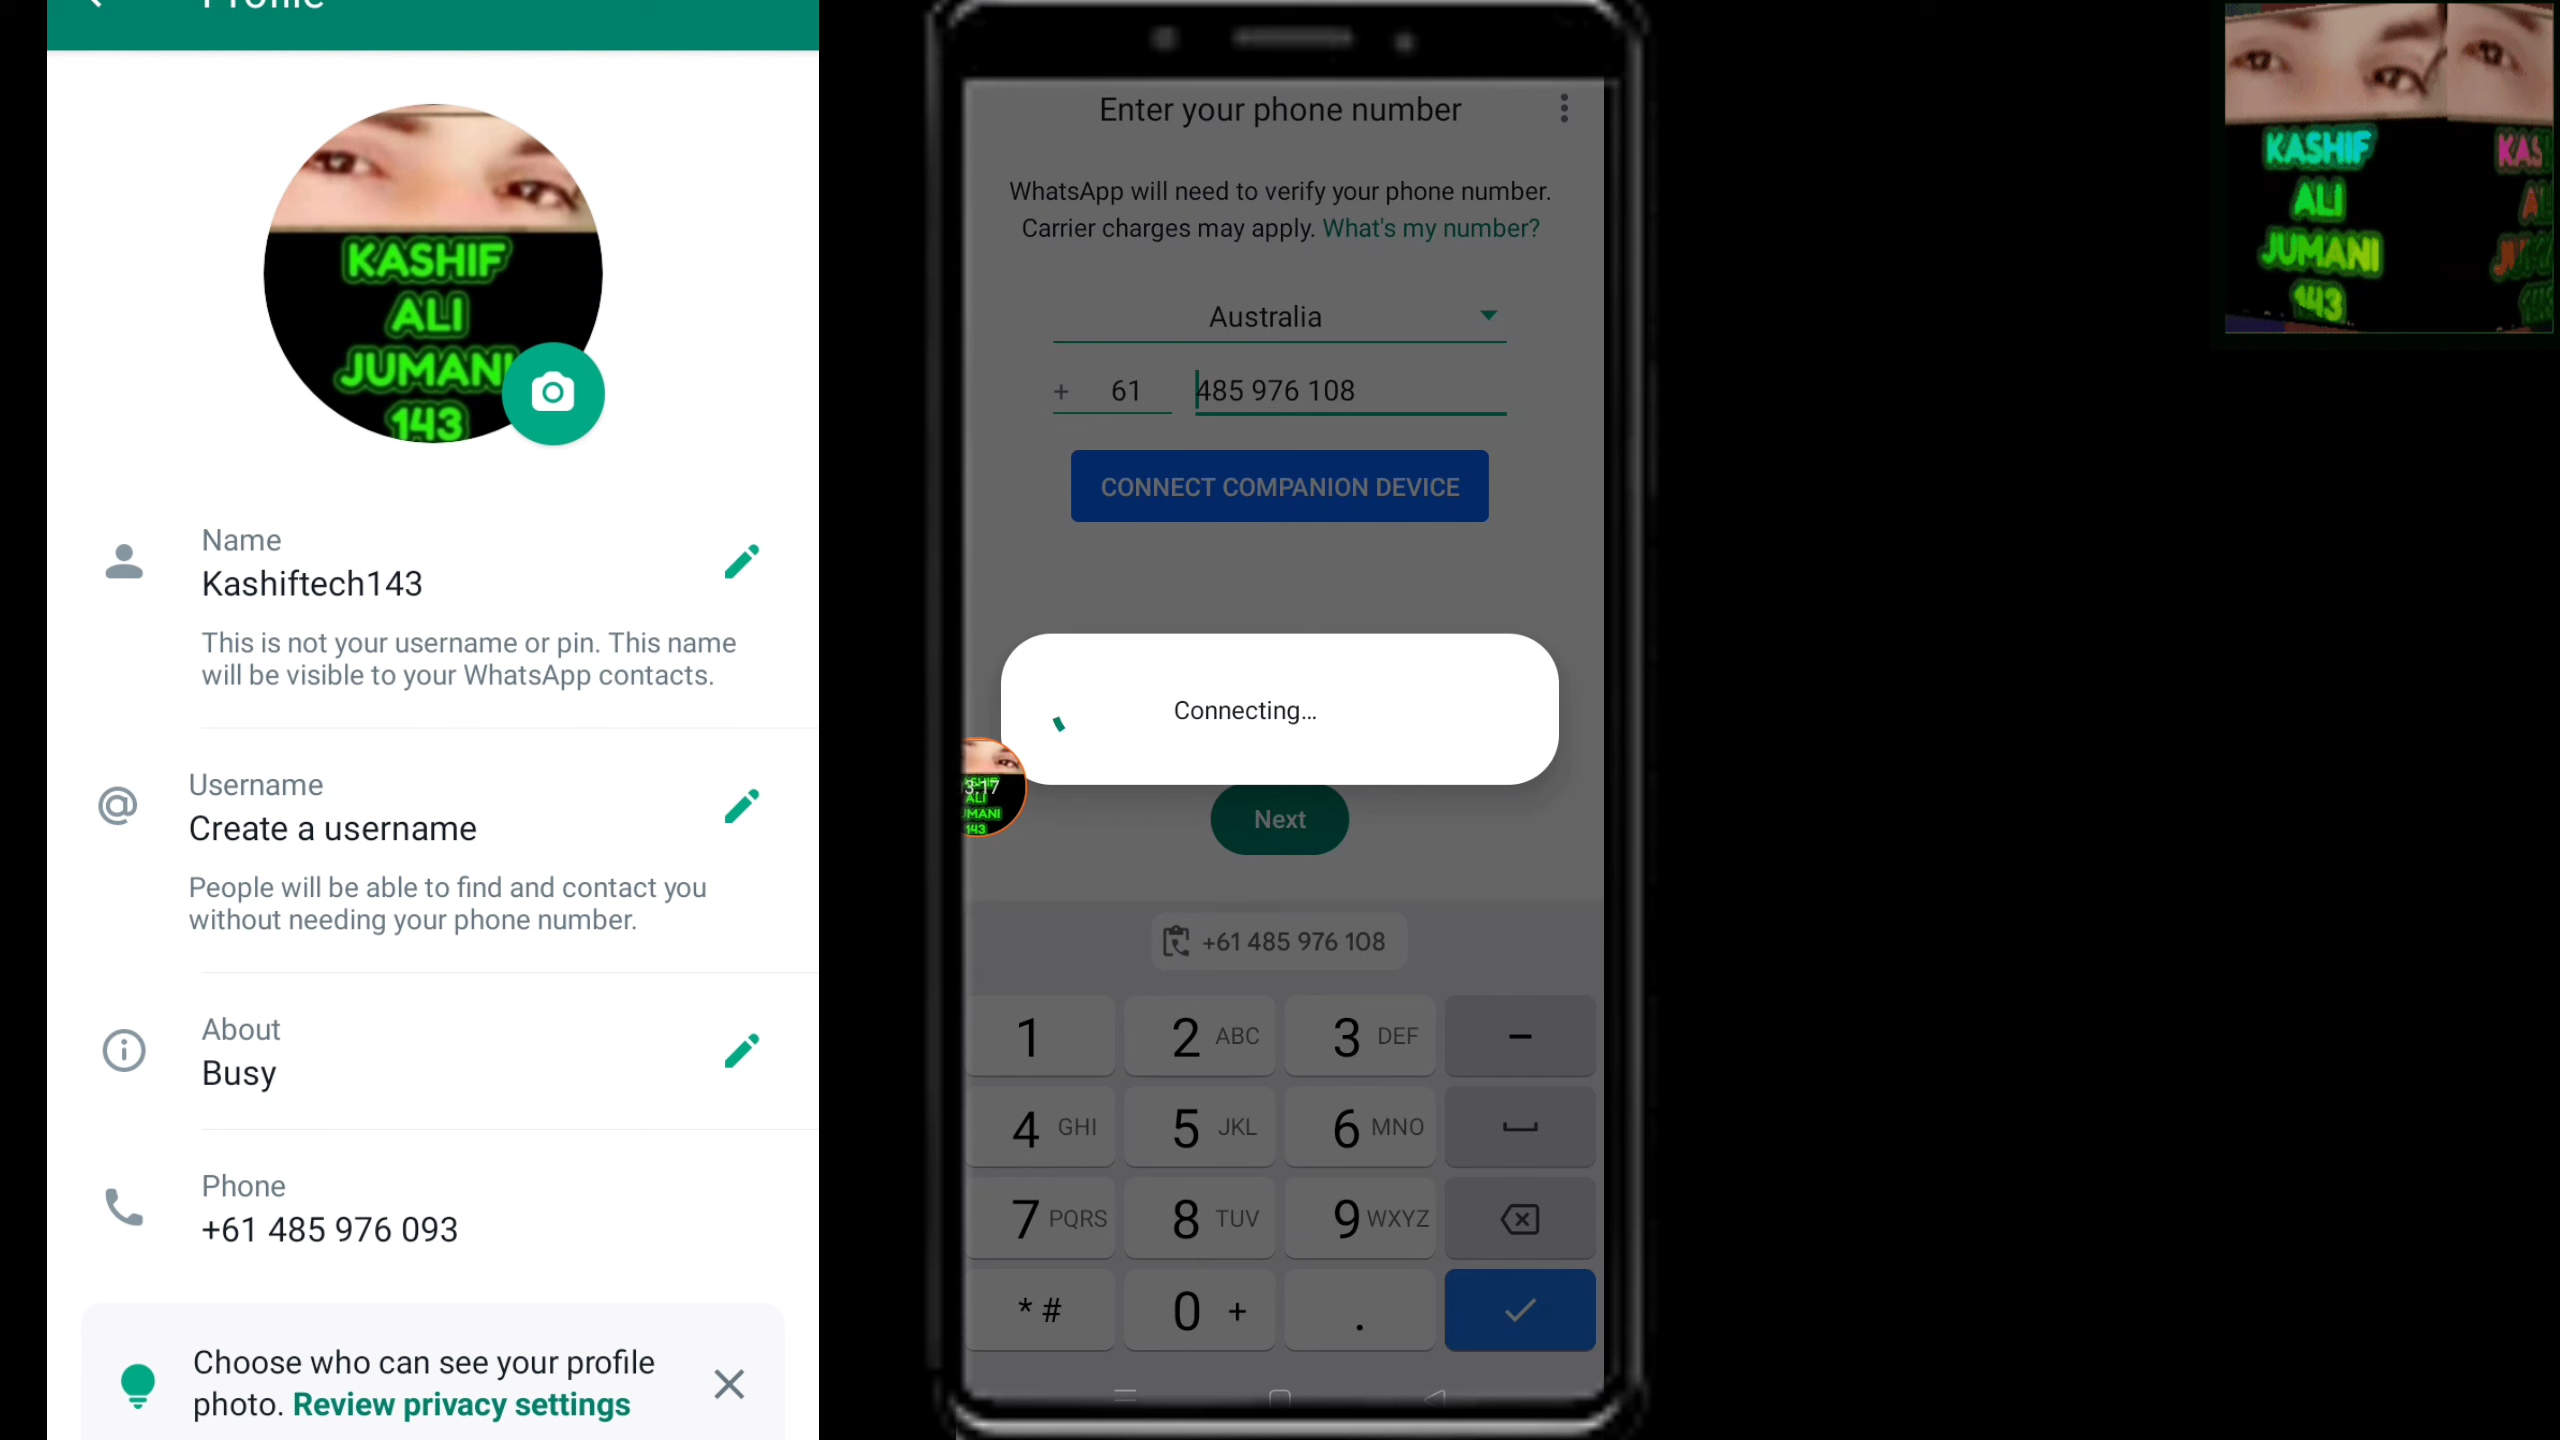 Profile
KASHIF
ALI
JUMANI
143
Name
Kashiftech143
This is not your username or pin. This name
will be visible to your WhatsApp contacts.
Username
Create a username
People will be able to find and contact you
without needing your phone number.
About
Busy
Phone
+61 485 976 093
Choose who can see your profile
photo. Review privacy settings
Enter your phone number
WhatsApp will need to verify your phone number.
Carrier charges may apply. What's my number?
Australia
+ 61 485 976 108
CONNECT COMPANION DEVICE
Connecting...
3:17
ALI
143
Next
+61 485 976 108
1 2 ABC 3 DEF –
4 GHI 5 JKL 6 MNO
7 PQRS 8 TUV 9 WXYZ
* # 0 + .
KASHIF
ALI
JUMANI
143
KAS